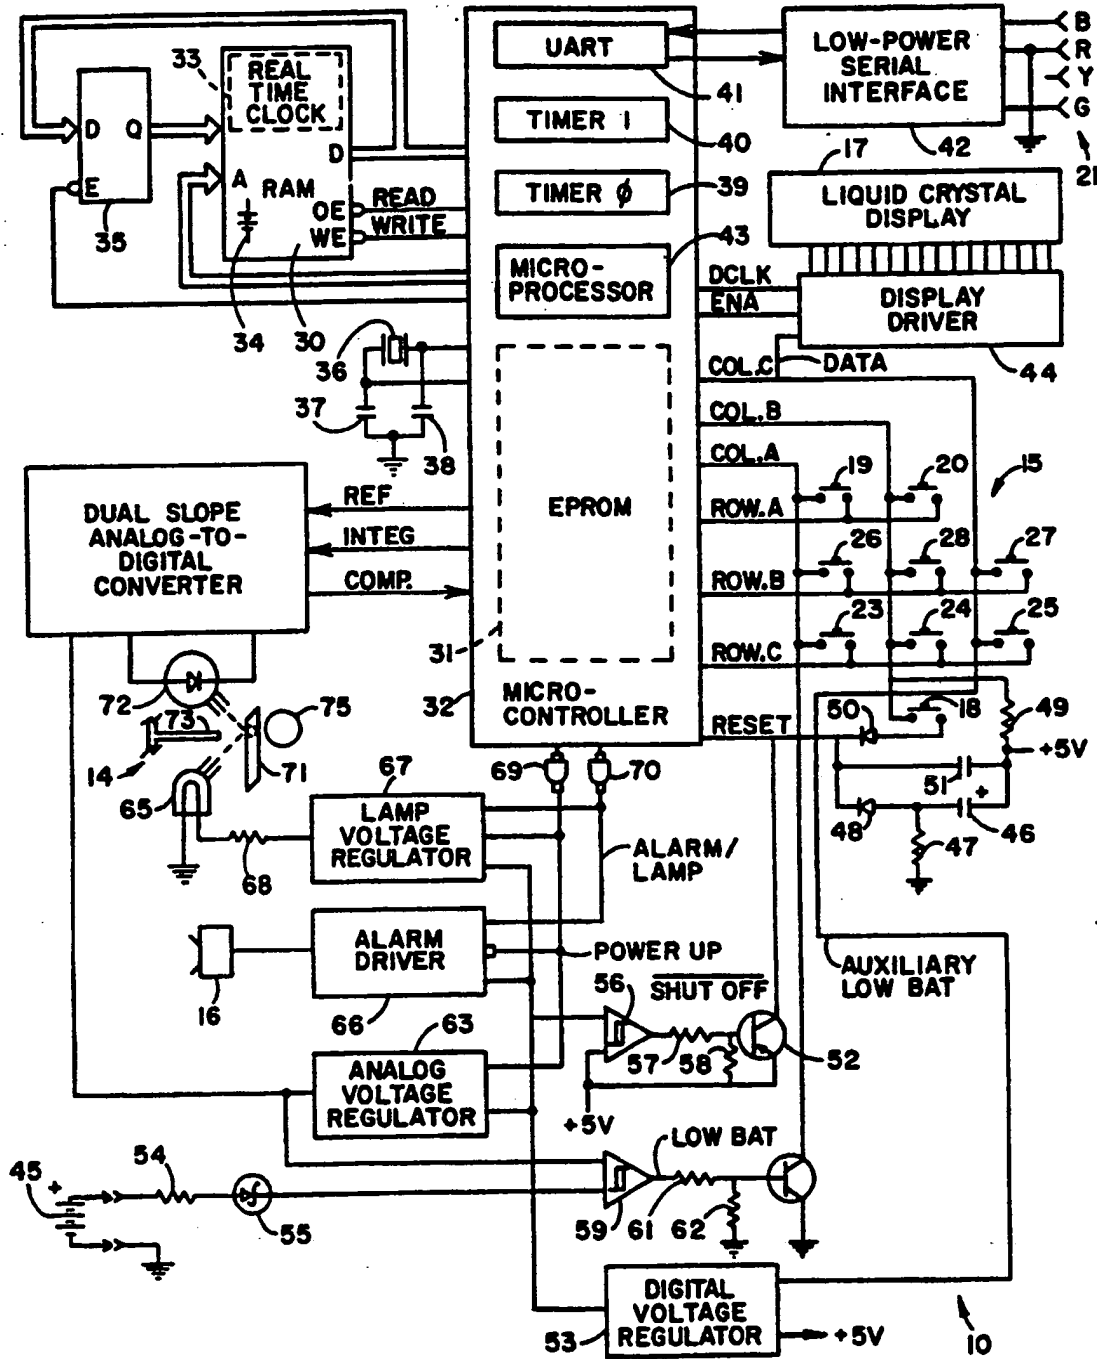 UART
41
TIMER 1
40
TIMER Ø
39
MICRO-
PROCESSOR
43
EPROM
31
32
MICRO-
CONTROLLER
LOW-POWER
SERIAL
INTERFACE
42
B
R
Y
G
21
17
LIQUID CRYSTAL
DISPLAY
DISPLAY
DRIVER
44
DCLK
ENA
DATA
COL.C
COL.B
COL.A
ROW.A
ROW.B
ROW.C
RESET
19
20
15
26
28
27
23
24
25
18
50
49
+5V
51
+
48
46
47
33
REAL
TIME
CLOCK
D
Q
E
35
D
A
RAM
OE
WE
READ
WRITE
34
30
36
37
38
DUAL SLOPE
ANALOG-TO-
DIGITAL
CONVERTER
REF
INTEG
COMP.
72
73
75
14
71
65
68
67
LAMP
VOLTAGE
REGULATOR
69
70
ALARM/
LAMP
ALARM
DRIVER
16
66
POWER UP
63
ANALOG
VOLTAGE
REGULATOR
SHUT OFF
56
57
58
52
+5V
AUXILIARY
LOW BAT
LOW BAT
45
+
54
55
59
61
62
DIGITAL
VOLTAGE
REGULATOR
53
+5V
10